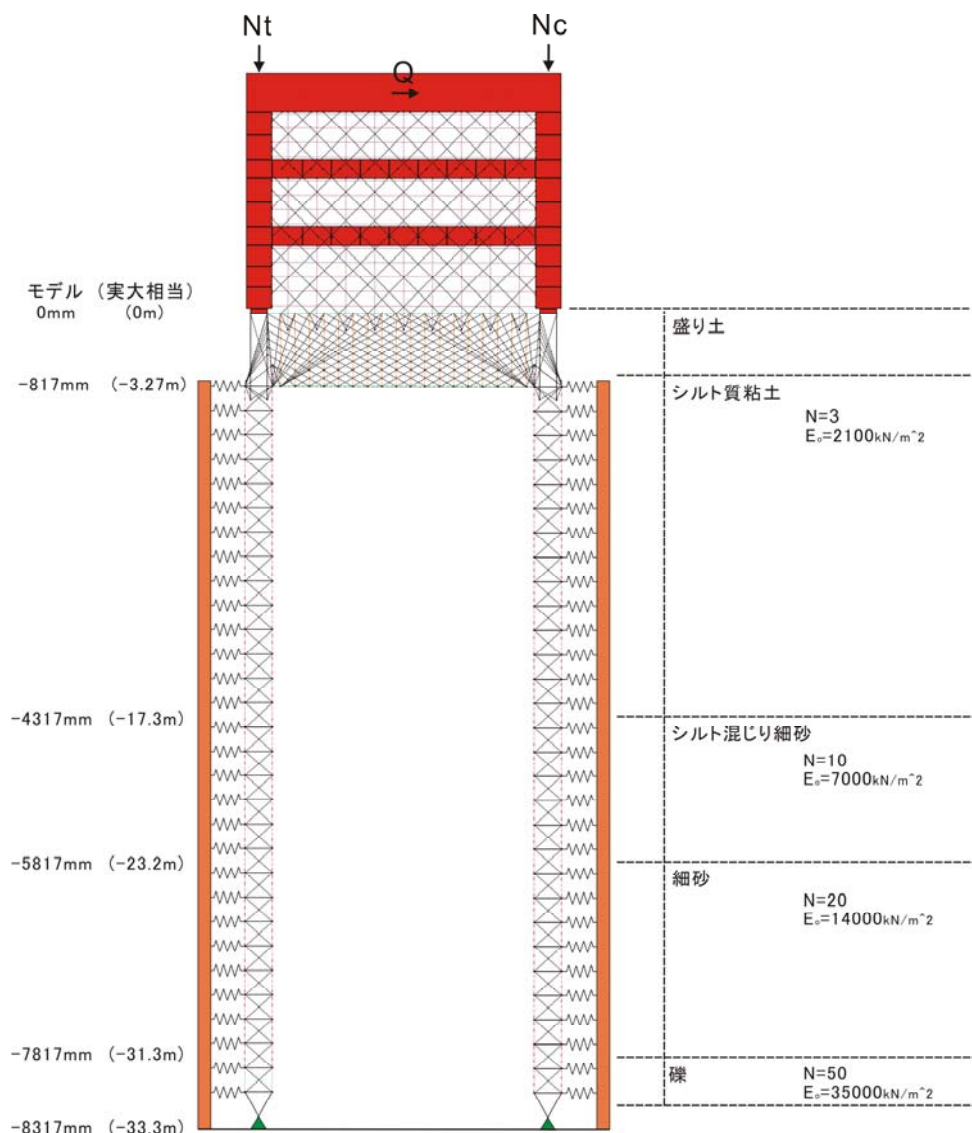 Nt
Nc
Q
モデル (実大相当)
0mm (0m)
盛り土
-817mm (-3.27m)
シルト質粘土
N=3
E₀=2100kN/m^2
-4317mm (-17.3m)
シルト混じり細砂
N=10
E₀=7000kN/m^2
-5817mm (-23.2m)
細砂
N=20
E₀=14000kN/m^2
-7817mm (-31.3m)
礫
N=50
E₀=35000kN/m^2
-8317mm (-33.3m)